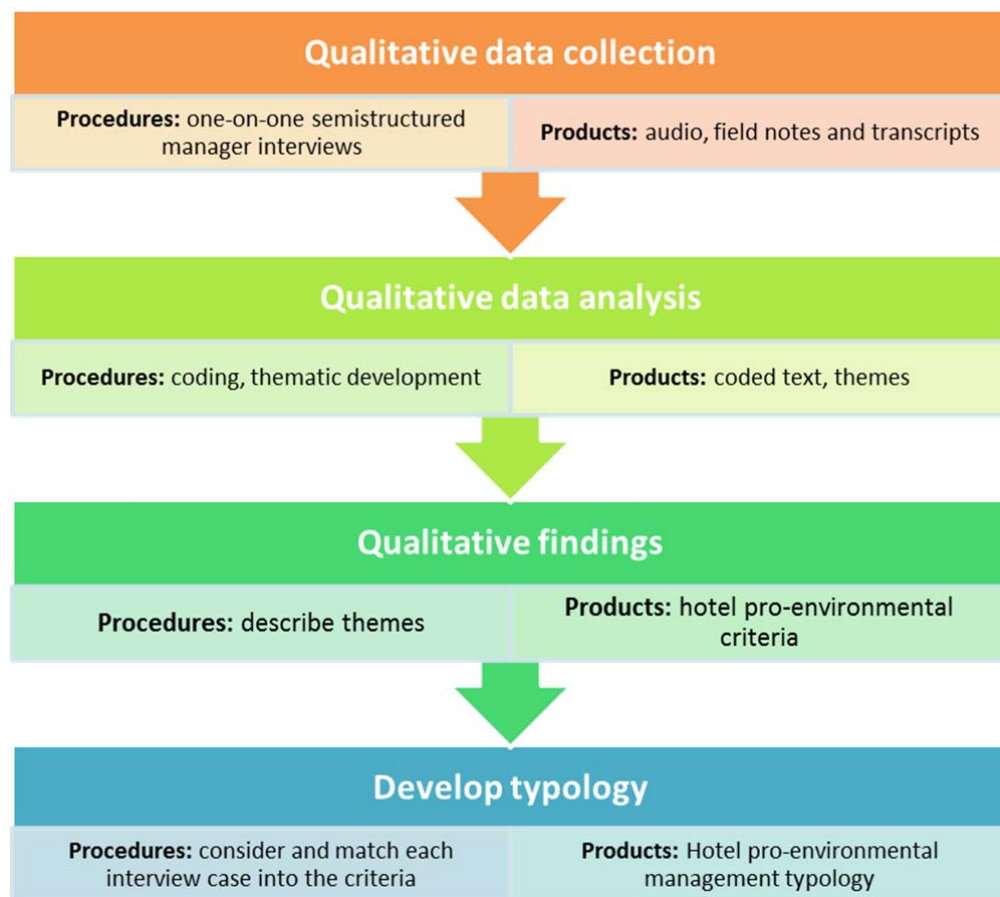 Qualitative data collection
Procedures: one-on-one semistructured
manager interviews
Products: audio, field notes and transcripts
Qualitative data analysis
Procedures: coding, thematic development
Products: coded text, themes
Qualitative findings
Procedures: describe themes
Products: hotel pro-environmental
criteria
Develop typology
Procedures: consider and match each
interview case into the criteria
Products: Hotel pro-environmental
management typology